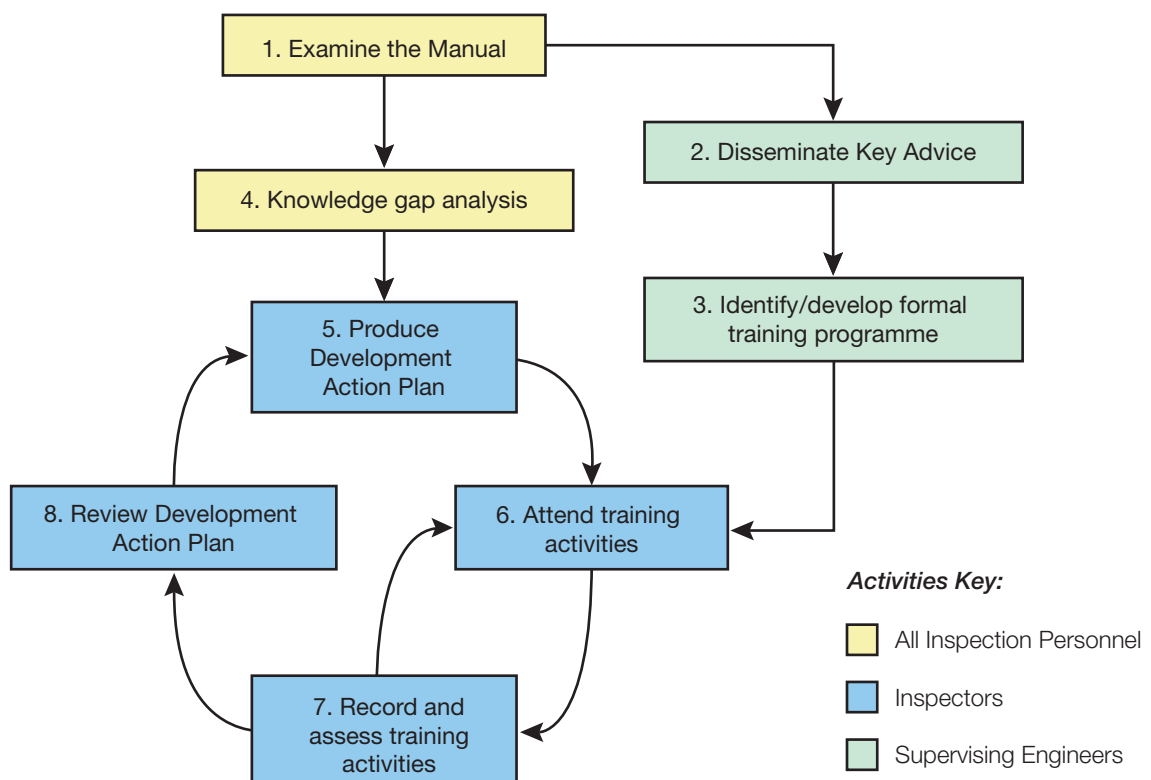 1. Examine the Manual
2. Disseminate Key Advice
4. Knowledge gap analysis
3. Identify/develop formal
training programme
5. Produce
Development
Action Plan
8. Review Development
Action Plan
6. Attend training
activities
7. Record and
assess training
activities
Activities Key:
All Inspection Personnel
Inspectors
Supervising Engineers